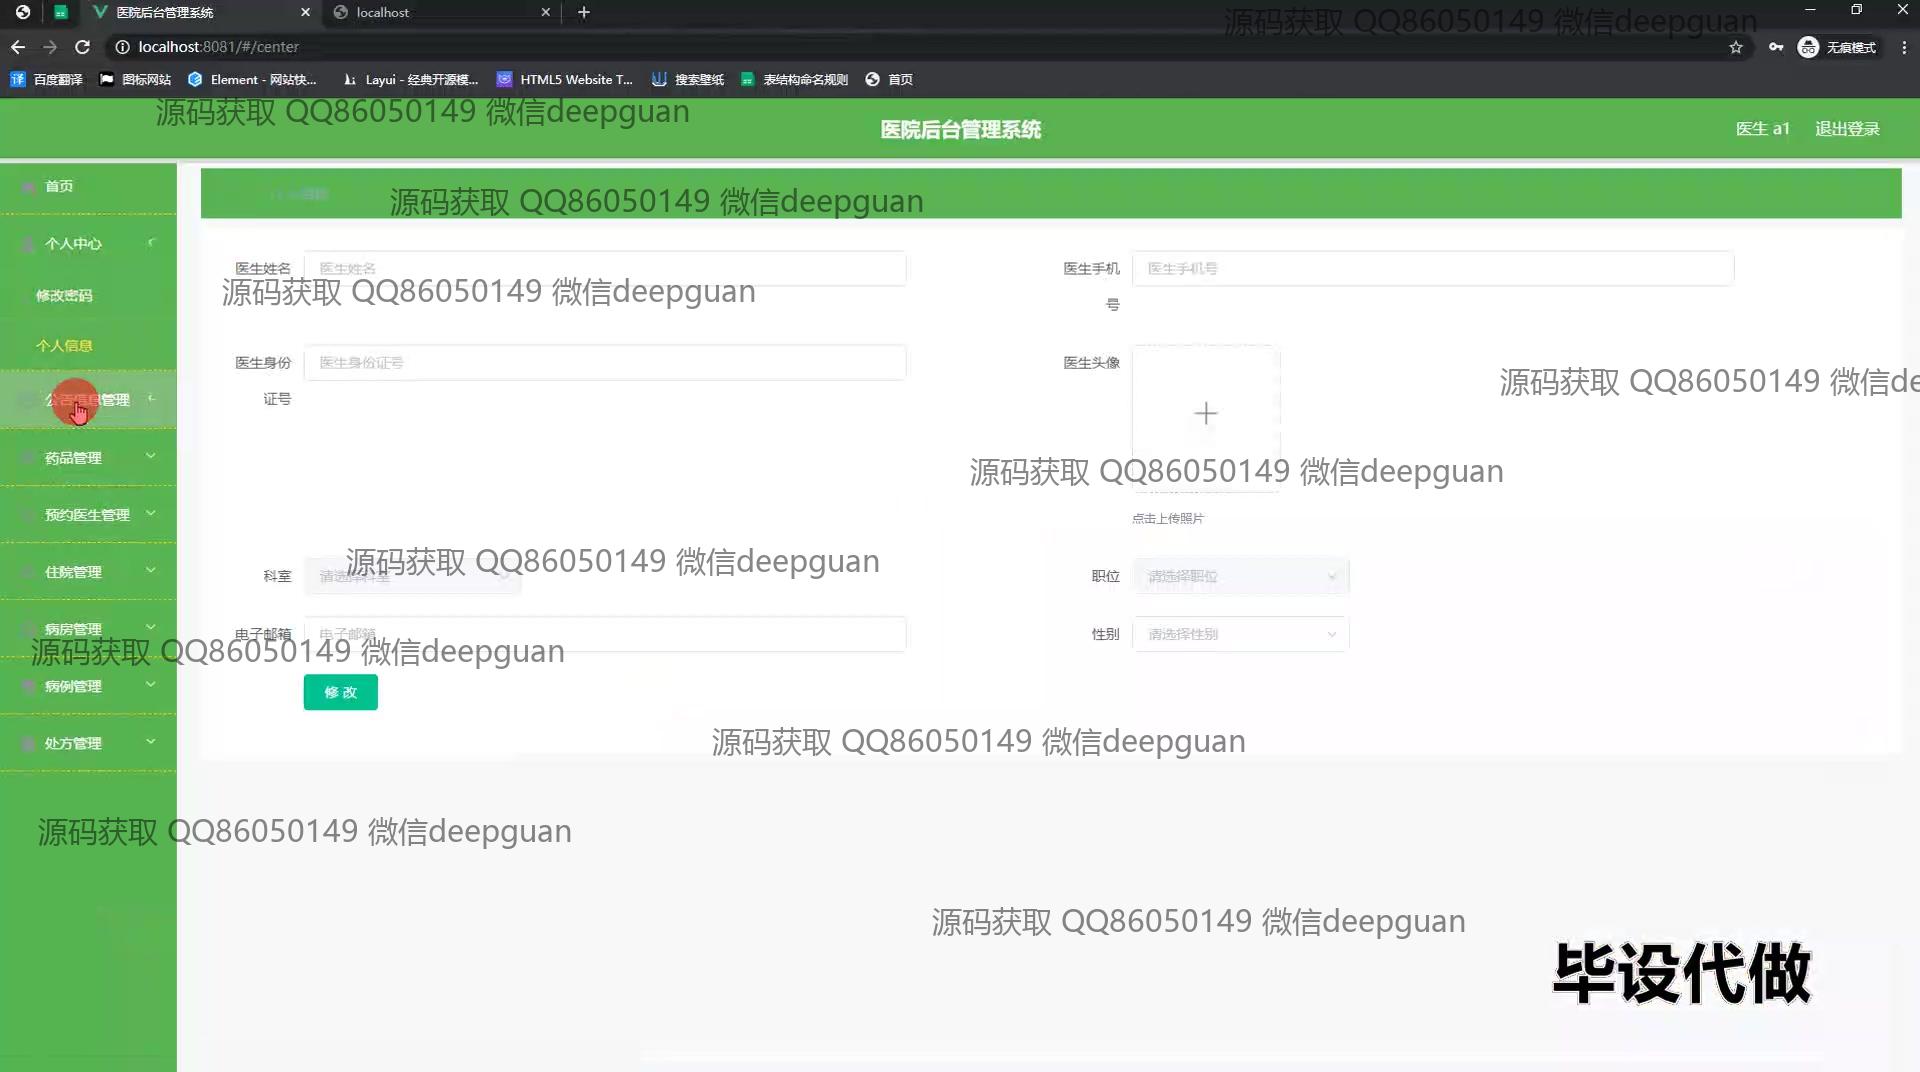 医院后台管理系统
localhost
源码获取 QQ86050149 微信deepguan
localhost:8081/#/center
无痕模式
百度翻译
图标网站
Element - 网站快...
Layui - 经典开源模...
HTML5 Website T...
搜索壁纸
表结构命名规则
首页
源码获取 QQ86050149 微信deepguan
医院后台管理系统
医生 a1
退出登录
首页
源码获取 QQ86050149 微信deepguan
个人中心
医生姓名
医生姓名
医生手机号
医生手机号
源码获取 QQ86050149 微信deepguan
修改密码
个人信息
医生身份证号
医生身份证号
医生头像
源码获取 QQ86050149 微信de
公告信息管理
药品管理
源码获取 QQ86050149 微信deepguan
预约医生管理
点击上传照片
住院管理
科室
请选择科室
源码获取 QQ86050149 微信deepguan
职位
请选择职位
病房管理
电子邮箱
电子邮箱
性别
请选择性别
源码获取 QQ86050149 微信deepguan
病例管理
修 改
处方管理
源码获取 QQ86050149 微信deepguan
源码获取 QQ86050149 微信deepguan
源码获取 QQ86050149 微信deepguan
毕设代做